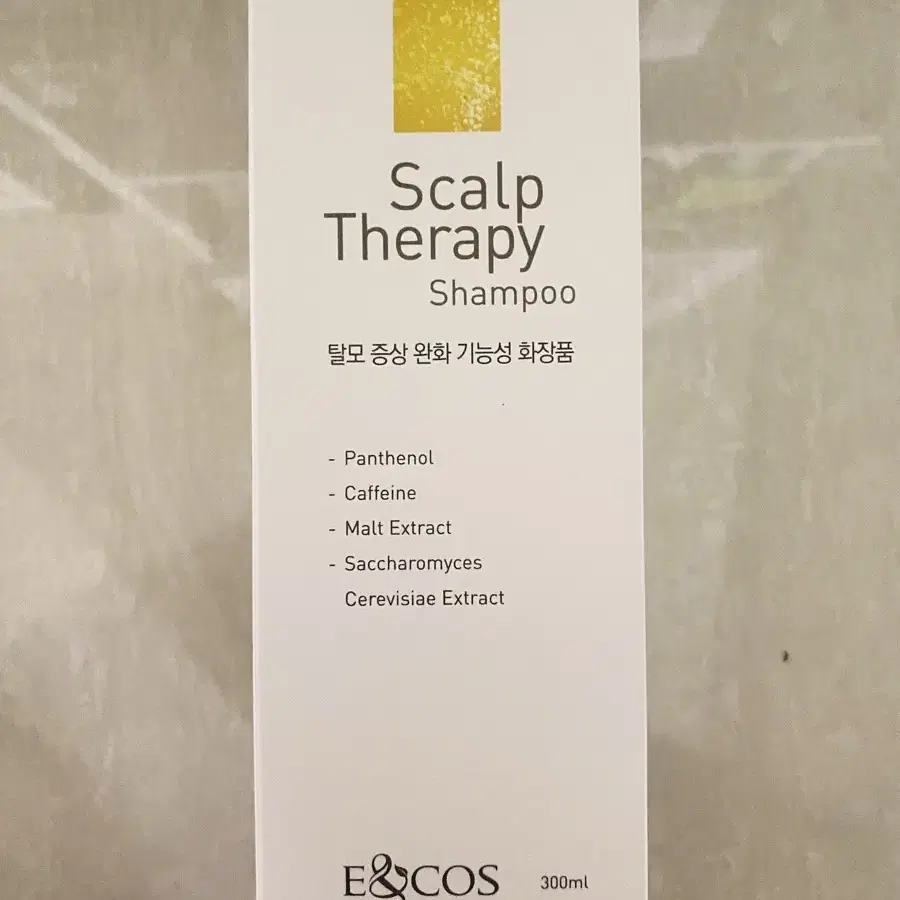 Scalp
Therapy
Shampoo
탈모 증상 완화 기능성 화장품
- Panthenol
- Caffeine
- Malt Extract
- Saccharomyces
Cerevisiae Extract
E&COS 300ml